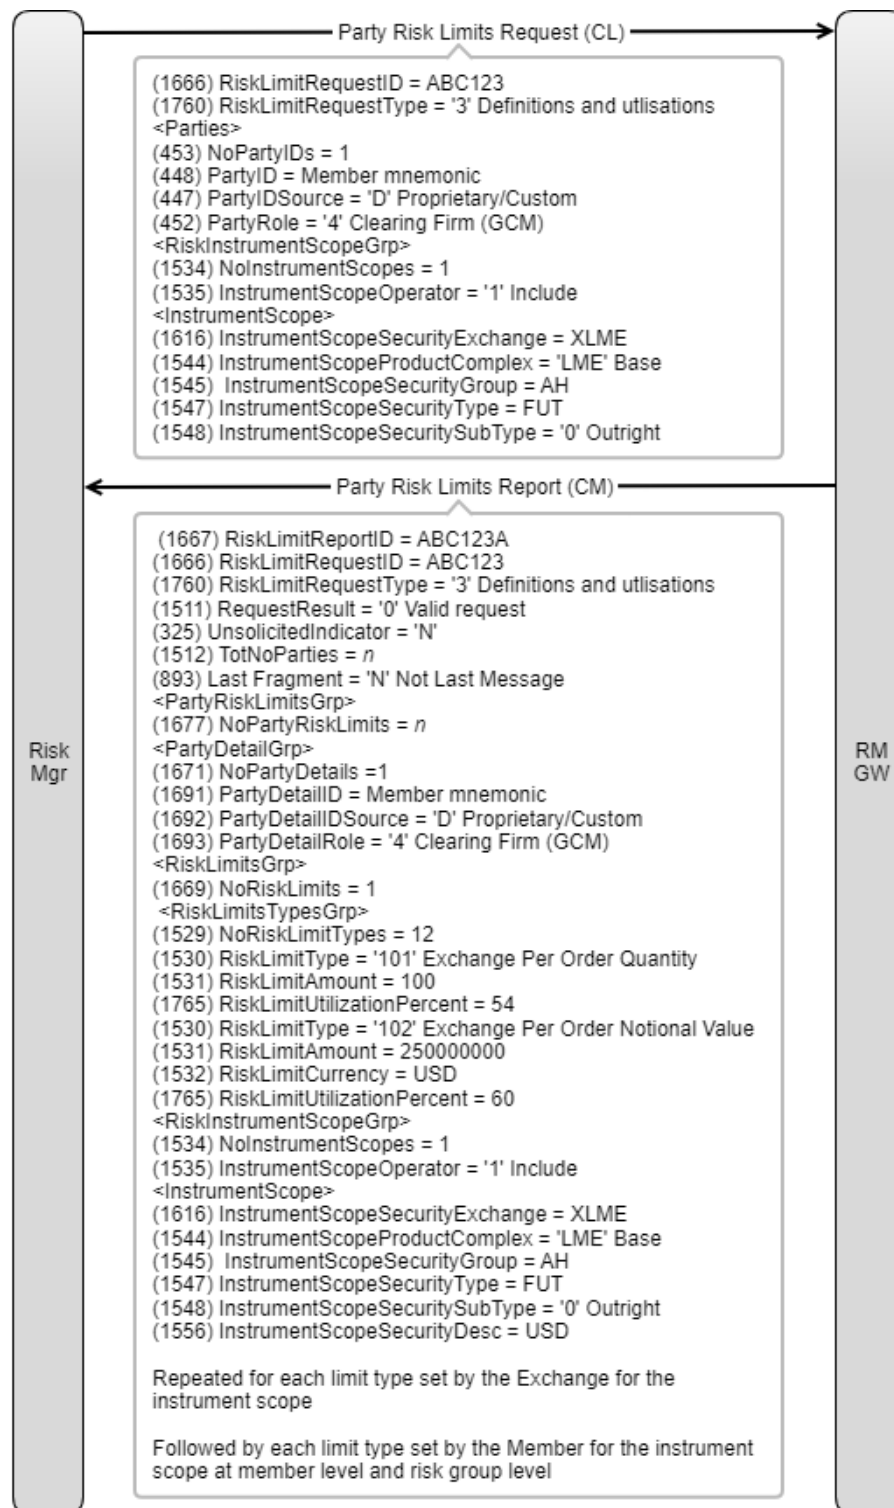 Party Risk Limits Request (CL)
(1666) RiskLimitRequestID = ABC123
(1760) RiskLimitRequestType = '3' Definitions and utlisations
<Parties>
(453) NoPartyIDs = 1
(448) PartyID = Member mnemonic
(447) PartyIDSource = 'D' Proprietary/Custom
(452) PartyRole = '4' Clearing Firm (GCM)
<RiskInstrumentScopeGrp>
(1534) NoInstrumentScopes = 1
(1535) InstrumentScopeOperator = '1' Include
<InstrumentScope>
(1616) InstrumentScopeSecurityExchange = XLME
(1544) InstrumentScopeProductComplex = 'LME' Base
(1545)  InstrumentScopeSecurityGroup = AH
(1547) InstrumentScopeSecurityType = FUT
(1548) InstrumentScopeSecuritySubType = '0' Outright
Party Risk Limits Report (CM)
(1667) RiskLimitReportID = ABC123A
(1666) RiskLimitRequestID = ABC123
(1760) RiskLimitRequestType = '3' Definitions and utlisations
(1511) RequestResult = '0' Valid request
(325) UnsolicitedIndicator = 'N'
(1512) TotNoParties = n
(893) Last Fragment = 'N' Not Last Message
<PartyRiskLimitsGrp>
(1677) NoPartyRiskLimits = n
<PartyDetailGrp>
(1671) NoPartyDetails =1
(1691) PartyDetailID = Member mnemonic
(1692) PartyDetailIDSource = 'D' Proprietary/Custom
(1693) PartyDetailRole = '4' Clearing Firm (GCM)
<RiskLimitsGrp>
(1669) NoRiskLimits = 1
<RiskLimitsTypesGrp>
(1529) NoRiskLimitTypes = 12
(1530) RiskLimitType = '101' Exchange Per Order Quantity
(1531) RiskLimitAmount = 100
(1765) RiskLimitUtilizationPercent = 54
(1530) RiskLimitType = '102' Exchange Per Order Notional Value
(1531) RiskLimitAmount = 250000000
(1532) RiskLimitCurrency = USD
(1765) RiskLimitUtilizationPercent = 60
<RiskInstrumentScopeGrp>
(1534) NoInstrumentScopes = 1
(1535) InstrumentScopeOperator = '1' Include
<InstrumentScope>
(1616) InstrumentScopeSecurityExchange = XLME
(1544) InstrumentScopeProductComplex = 'LME' Base
(1545)  InstrumentScopeSecurityGroup = AH
(1547) InstrumentScopeSecurityType = FUT
(1548) InstrumentScopeSecuritySubType = '0' Outright
(1556) InstrumentScopeSecurityDesc = USD
Repeated for each limit type set by the Exchange for the
instrument scope
Followed by each limit type set by the Member for the instrument
scope at member level and risk group level
Risk
Mgr
RM
GW